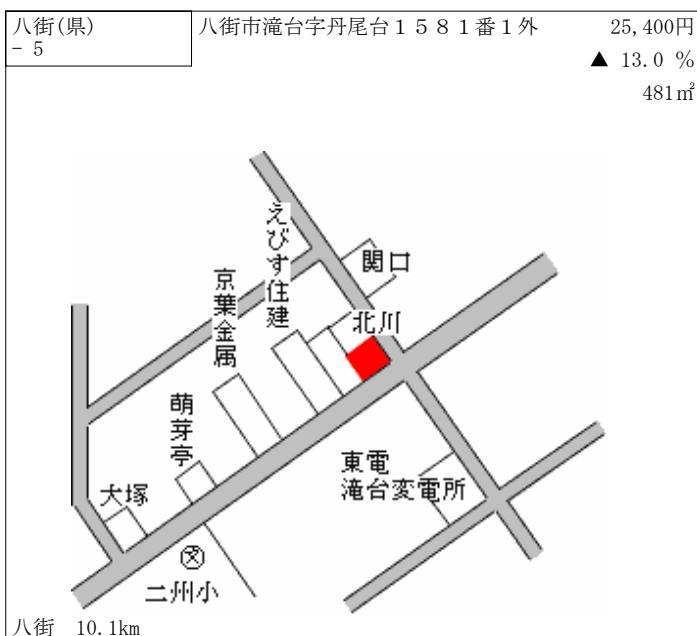 八街(県)
- 5
八街市滝台字丹尾台１５８１番１外
25,400円
▲ 13.0 %
481㎡
えびす住建
関口
京葉金属
北川
萌芽亭
東電
滝台変電所
大塚
文
二州小
八街 10.1km